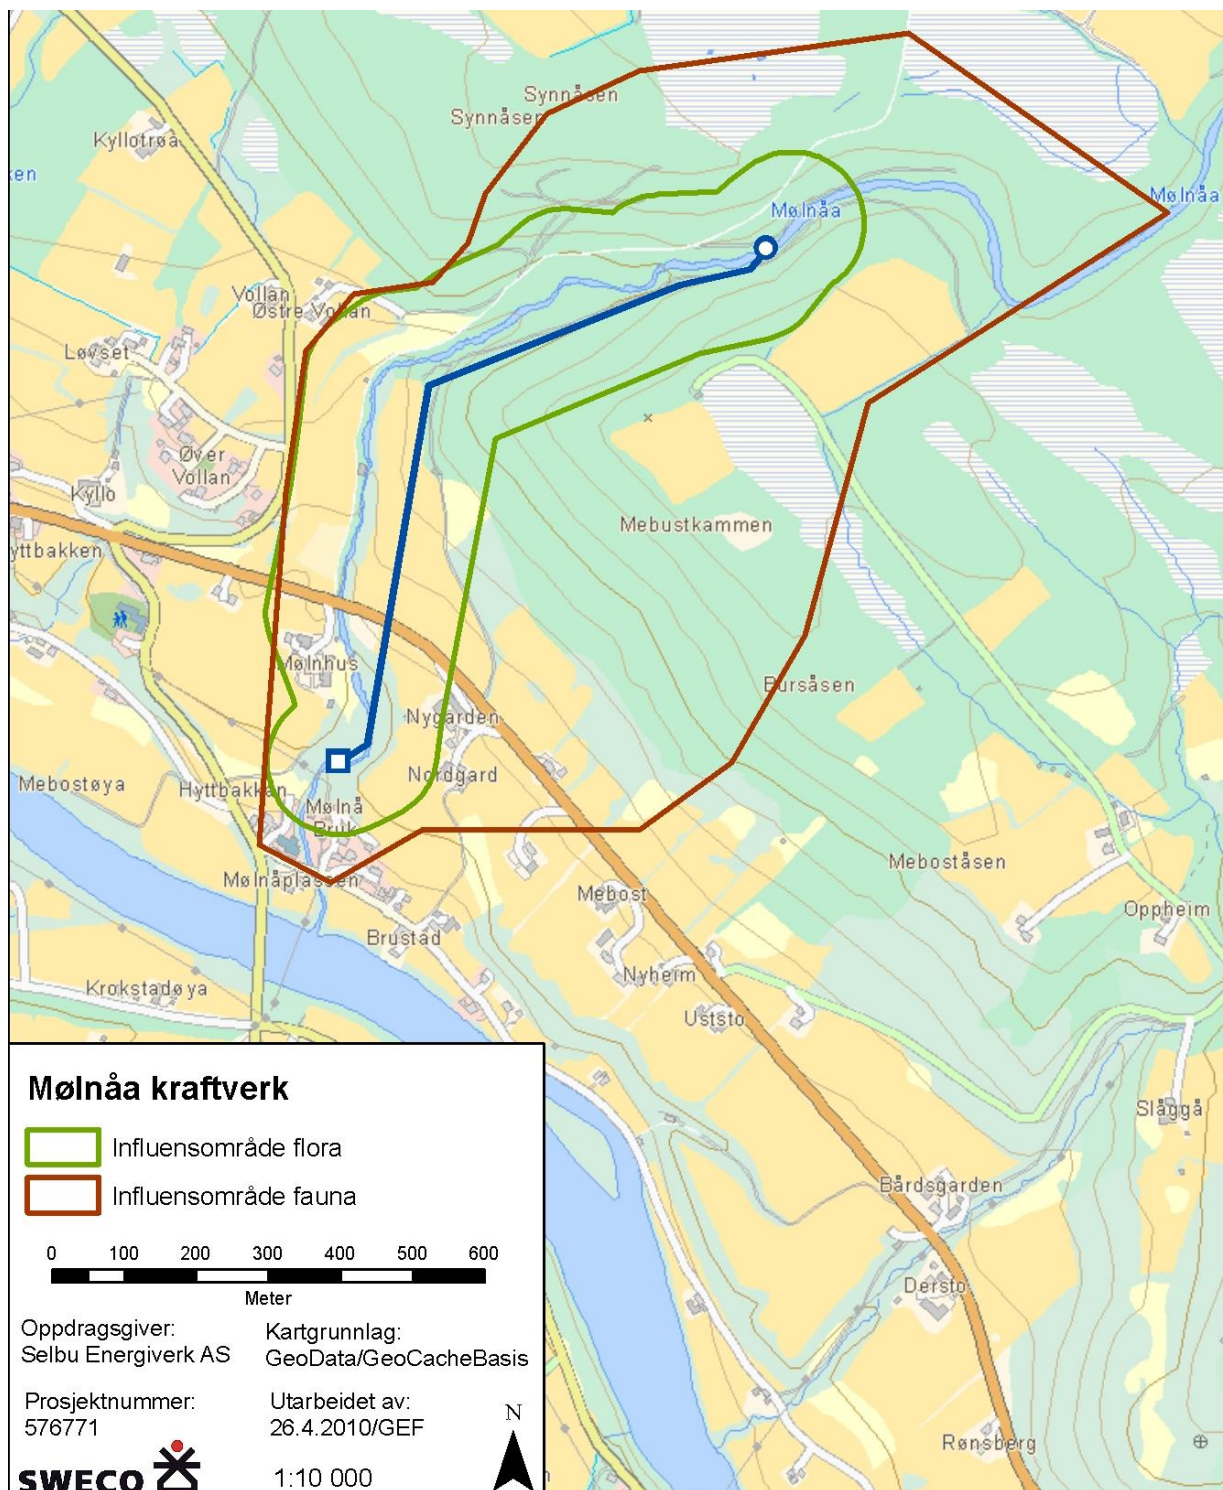 Synnåsen
Synnåsen
Kyllotrøa
ken
Mølnåa
Mølnåa
Vollan
Østre Vollan
Løvset
Øver
Vollan
Kyllo
Hyttbakken
Mebustkammen
Mølnhus
Bursåsen
Nygarden
Nordgard
Mebostøya
Hyttbakken
Mølnå
Bruk
Mølnåplassen
Meboståsen
Mebost
Oppheim
Brustad
Nyheim
Krokstadøya
Uststo
Slåggå
Bårdsgarden
Dersto
Rønsberg
Mølnåa kraftverk
Influensområde flora
Influensområde fauna
0 100 200 300 400 500 600
Meter
Oppdragsgiver:
Selbu Energiverk AS
Kartgrunnlag:
GeoData/GeoCacheBasis
Prosjektnummer:
576771
Utarbeidet av:
26.4.2010/GEF
N
SWECO
1:10 000